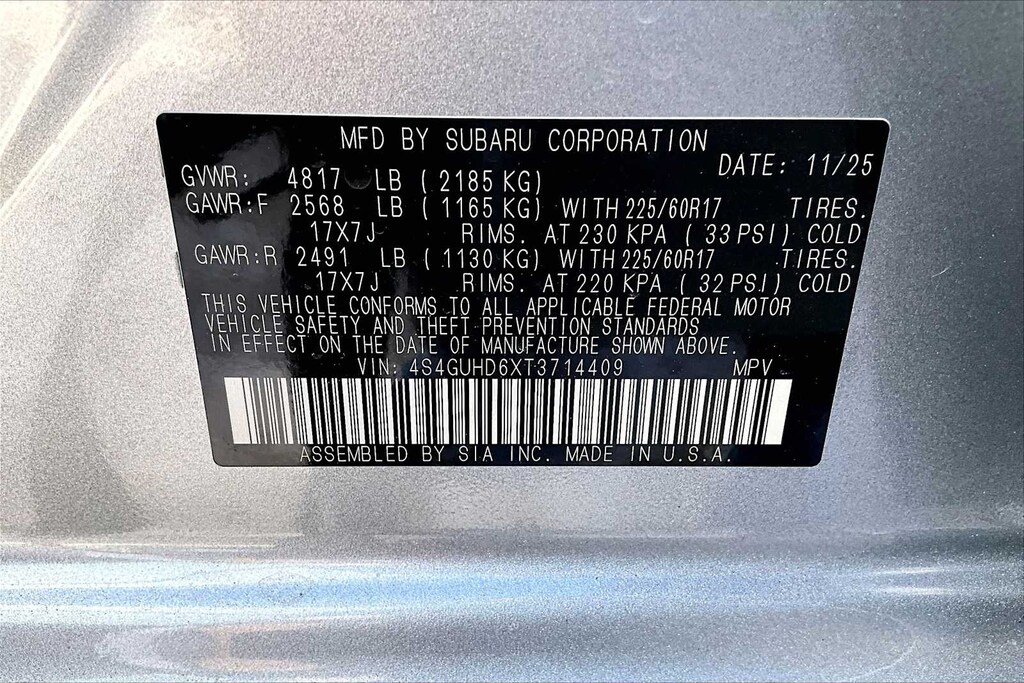 MFD BY SUBARU CORPORATION
DATE: 11/25
GVWR: 4817 LB ( 2185 KG)
GAWR:F 2568 LB ( 1165 KG) WITH 225/60R17 TIRES.
17X7J RIMS. AT 230 KPA ( 33 PSI) COLD
GAWR:R 2491 LB ( 1130 KG) WITH 225/60R17 TIRES.
17X7J RIMS. AT 220 KPA ( 32 PSI) COLD
THIS VEHICLE CONFORMS TO ALL APPLICABLE FEDERAL MOTOR
VEHICLE SAFETY AND THEFT PREVENTION STANDARDS
IN EFFECT ON THE DATE OF MANUFACTURE SHOWN ABOVE.
VIN: 4S4GUHD6XT3714409 MPV
ASSEMBLED BY SIA INC. MADE IN U.S.A.